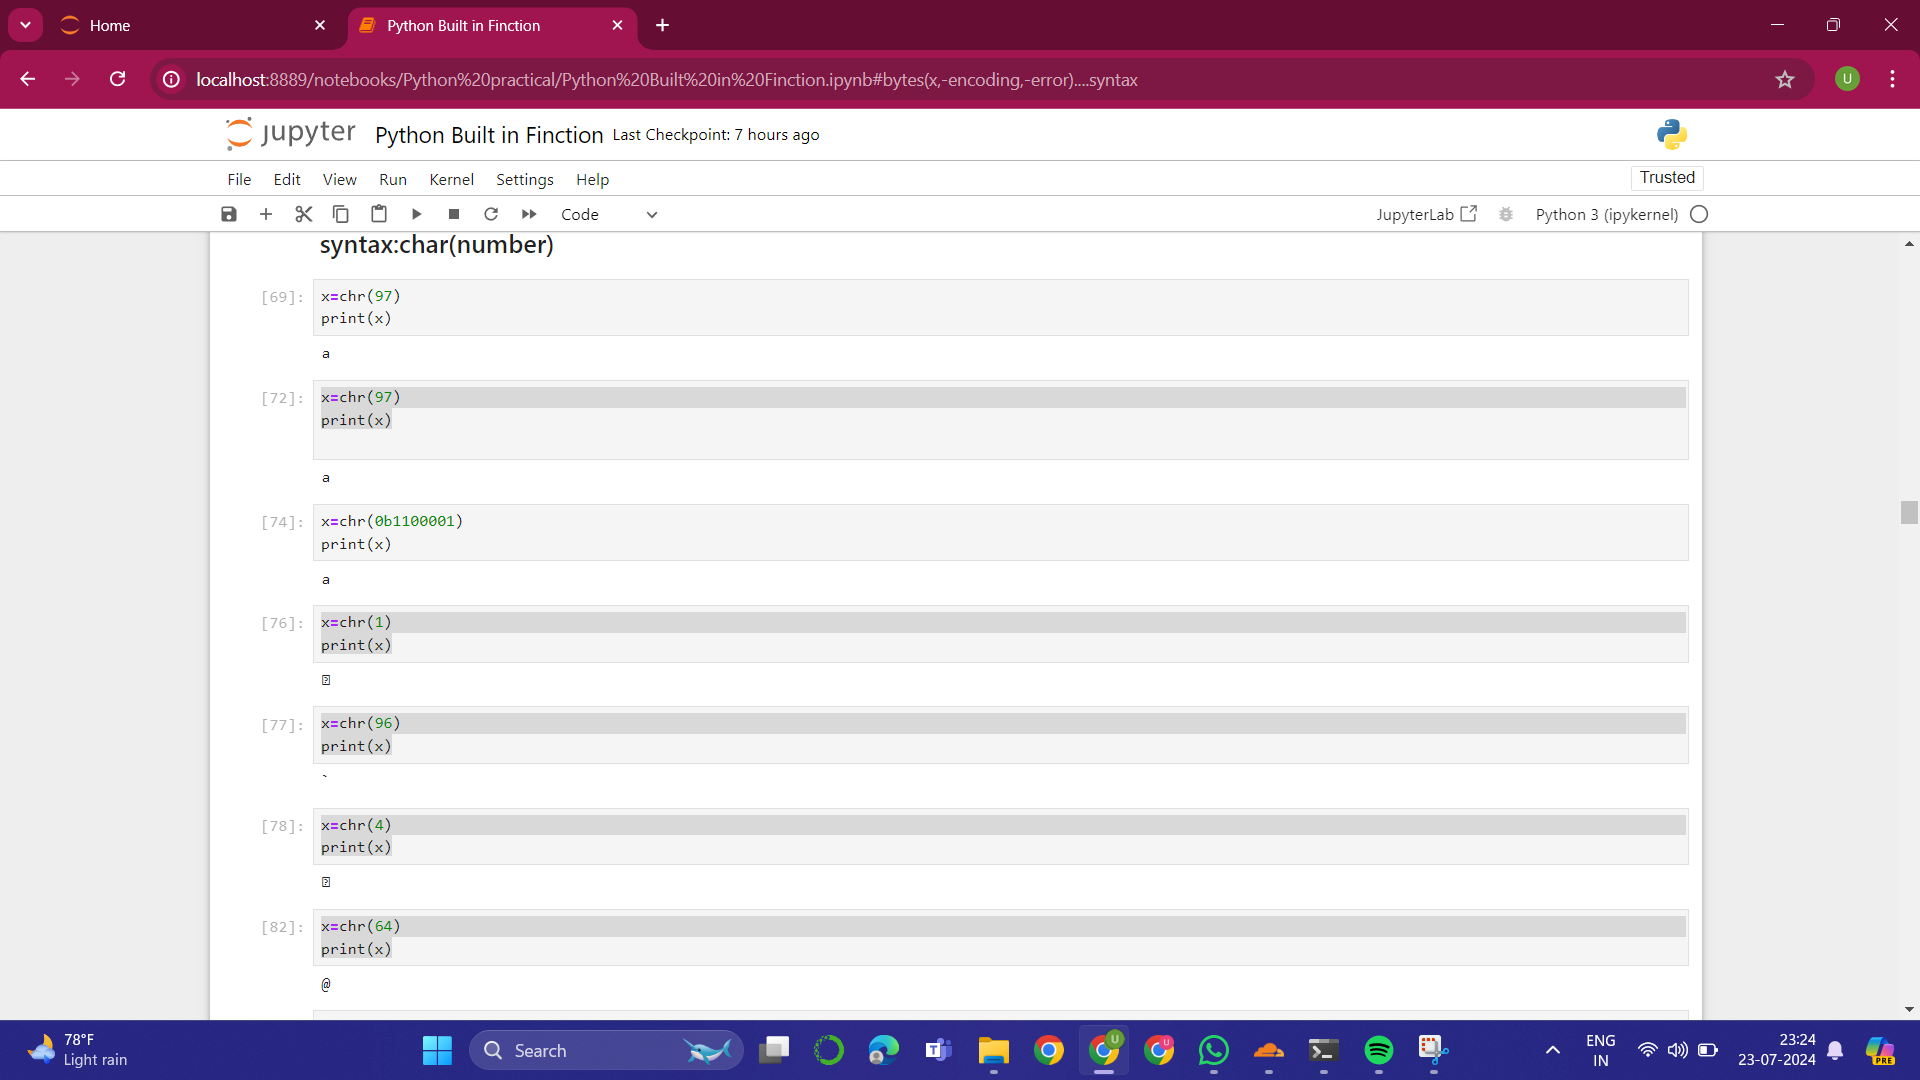 Home
Python Built in Finction
localhost:8889/notebooks/Python%20practical/Python%20Built%20in%20Finction.ipynb#bytes(x,-encoding,-error)....syntax
U
jupyter Python Built in Finction Last Checkpoint: 7 hours ago
File Edit View Run Kernel Settings Help
Trusted
Code
JupyterLab
Python 3 (ipykernel)
syntax:char(number)
[69]:
x=chr(97)
print(x)
a
[72]:
x=chr(97)
print(x)
a
[74]:
x=chr(0b1100001)
print(x)
a
[76]:
x=chr(1)
print(x)
[77]:
x=chr(96)
print(x)
`
[78]:
x=chr(4)
print(x)
[82]:
x=chr(64)
print(x)
@
78°F
Light rain
Search
U
U
ENG
IN
23:24
23-07-2024
PRE